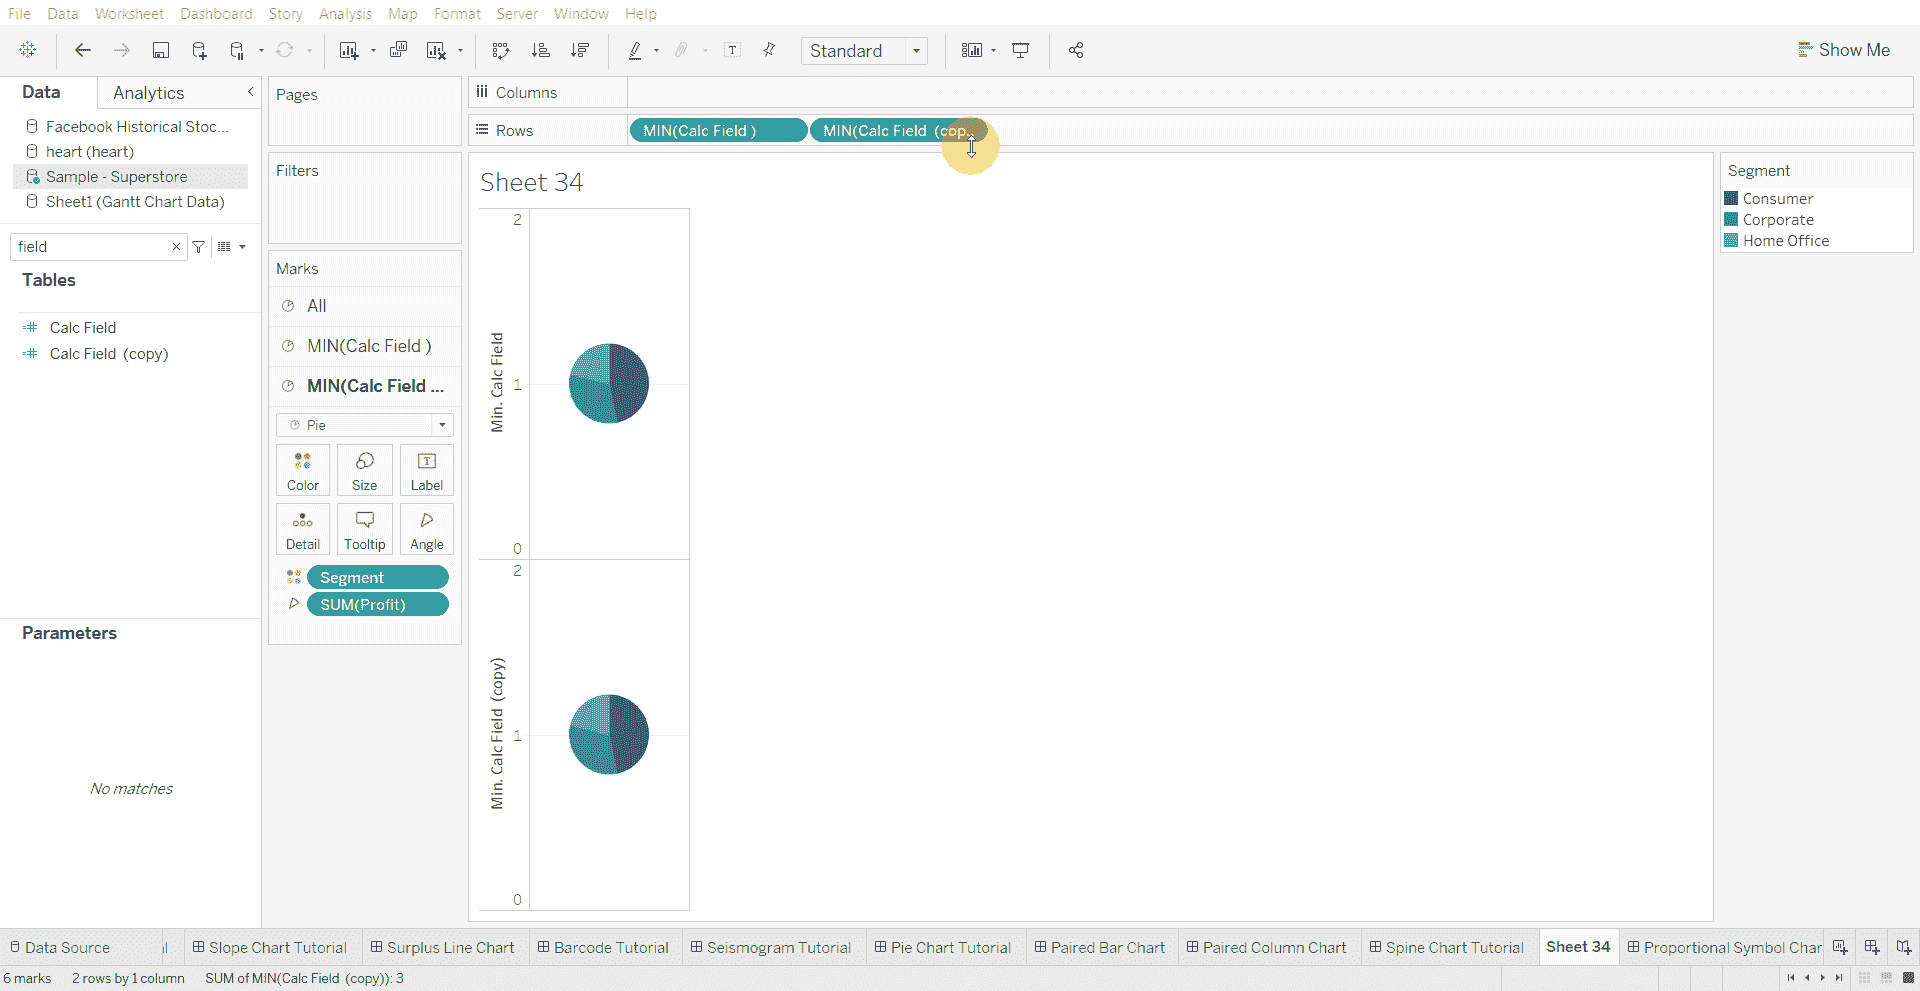 File Data Worksheet Dashboard Story Analysis Map Format Server Window Help
Standard
Show Me
Data
Analytics
Facebook Historical Stoc...
heart (heart)
Sample - Superstore
Sheet1 (Gantt Chart Data)
field
Tables
Calc Field
Calc Field (copy)
Parameters
No matches
Pages
Filters
Marks
All
MIN(Calc Field )
MIN(Calc Field ...
Pie
Color Size Label
Detail Tooltip Angle
Segment
SUM(Profit)
Columns
Rows
MIN(Calc Field ) MIN(Calc Field (cop..
Sheet 34
2
1
0
Min. Calc Field
2
1
0
Min. Calc Field (copy)
Segment
Consumer
Corporate
Home Office
Data Source Slope Chart Tutorial Surplus Line Chart Barcode Tutorial Seismogram Tutorial Pie Chart Tutorial Paired Bar Chart Paired Column Chart Spine Chart Tutorial Sheet 34 Proportional Symbol Char
6 marks 2 rows by 1 column SUM of MIN(Calc Field (copy)): 3